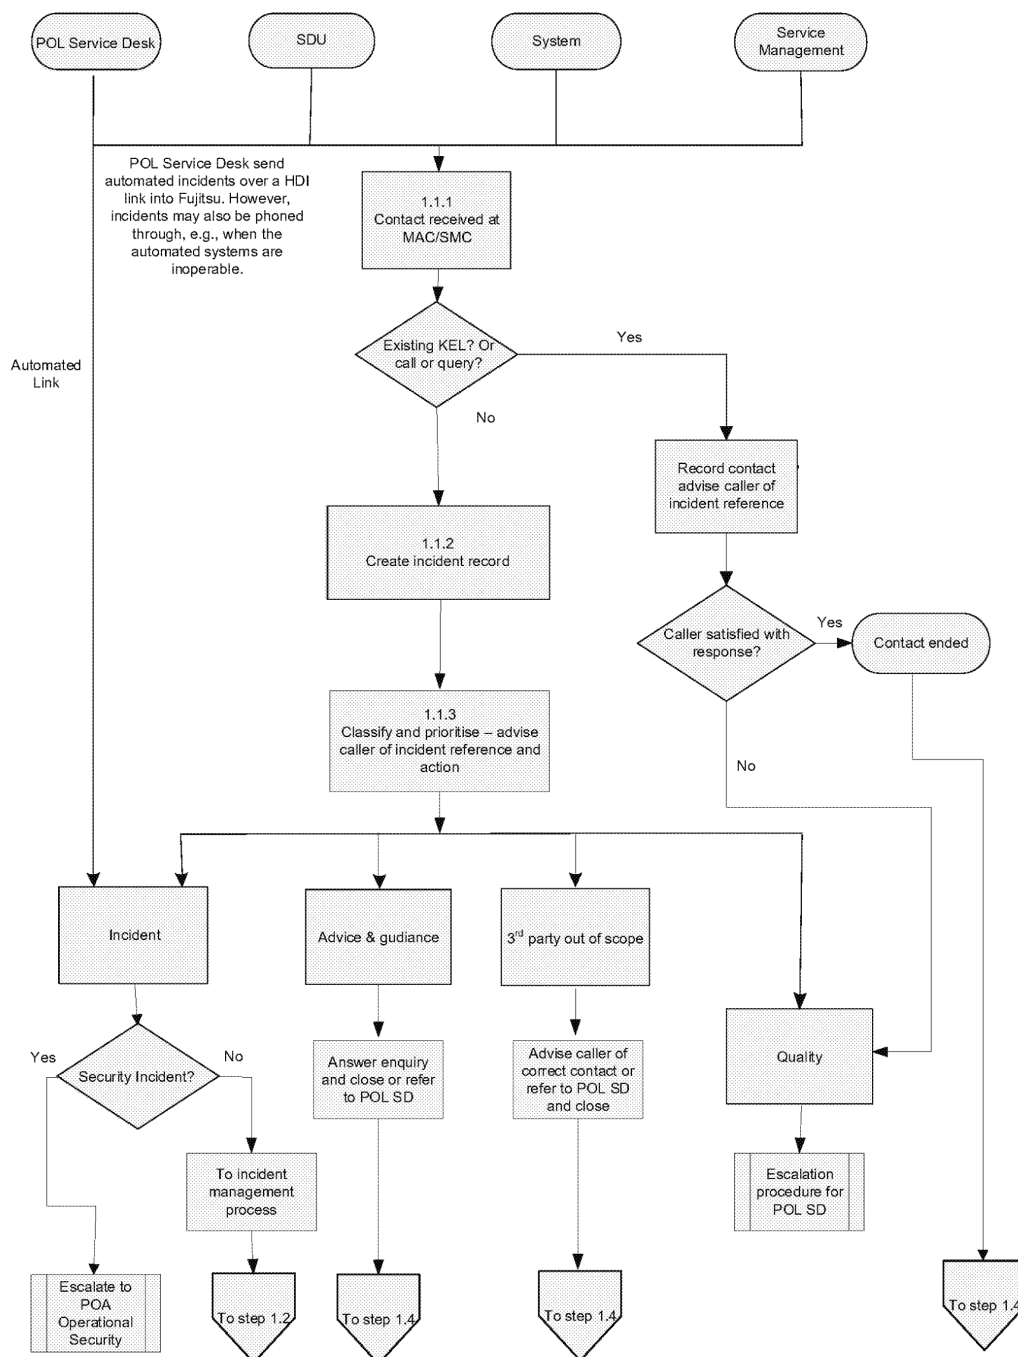 POL Service Desk
SDU
System
Service
Management
POL Service Desk send
automated incidents over a HDI
link into Fujitsu. However,
incidents may also be phoned
through, e.g., when the
automated systems are
inoperable.
1.1.1
Contact received at
MAC/SMC
Existing KEL? Or
call or query?
Yes
No
Automated
Link
Record contact
advise caller of
incident reference
1.1.2
Create incident record
Caller satisfied with
response?
Yes
Contact ended
No
1.1.3
Classify and prioritise – advise
caller of incident reference and
action
Incident
Advice & gudiance
3rd party out of scope
Quality
Security Incident?
Yes
No
Answer enquiry
and close or refer
to POL SD
Advise caller of
correct contact or
refer to POL SD
and close
To incident
management
process
Escalation
procedure for
POL SD
Escalate to
POA
Operational
Security
To step 1.2
To step 1.4
To step 1.4
To step 1.4